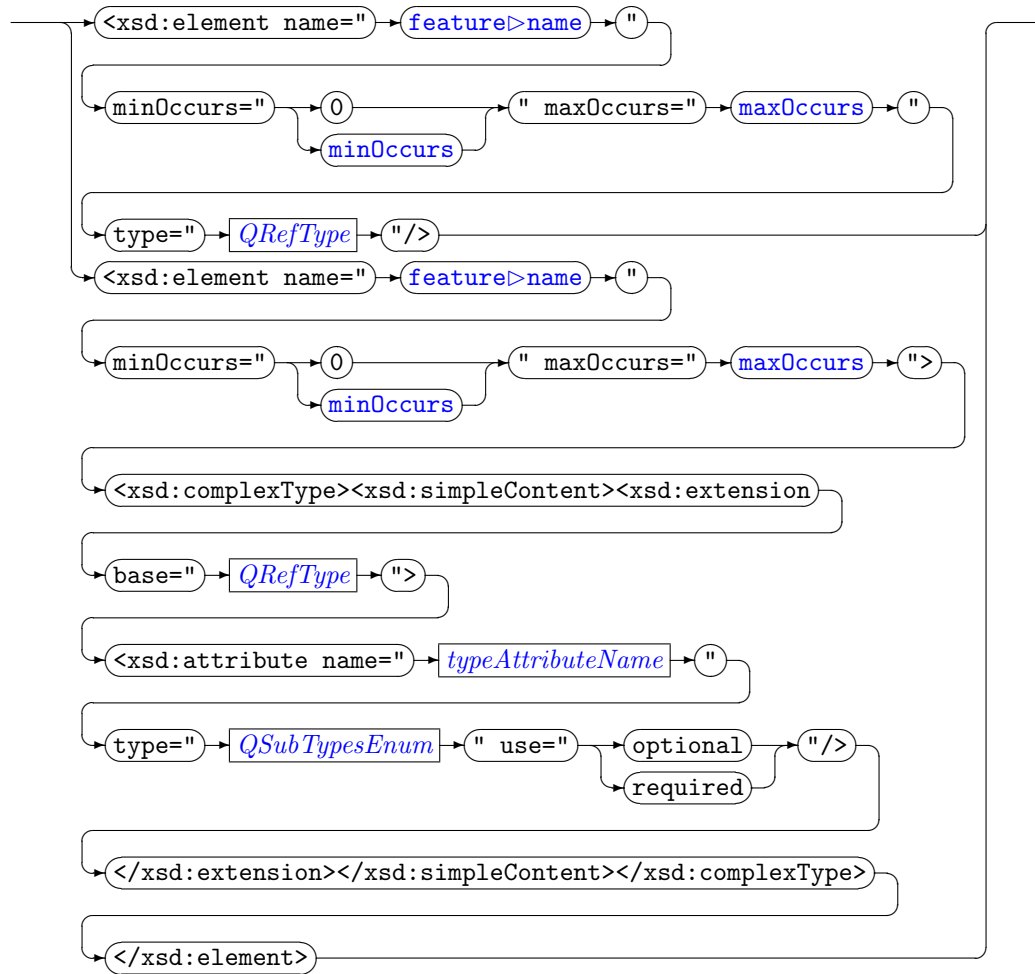 <xsd:element name=" feature▷name "
minOccurs=" 0 " maxOccurs=" maxOccurs "
minOccurs
type=" QRefType "/>
<xsd:element name=" feature▷name "
minOccurs=" 0 " maxOccurs=" maxOccurs ">
minOccurs
<xsd:complexType><xsd:simpleContent><xsd:extension
base=" QRefType ">
<xsd:attribute name=" typeAttributeName "
type=" QSubTypesEnum " use=" optional "/>
required
</xsd:extension></xsd:simpleContent></xsd:complexType>
</xsd:element>